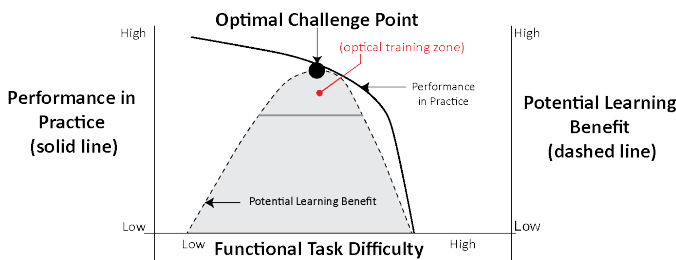 Optimal Challenge Point
High
High
(optical training zone)
Performance in
Practice
(solid line)
Performance
in Practice
Potential Learning
Benefit
(dashed line)
Potential Learning Benefit
Low
Low
Low
Functional Task Difficulty
High